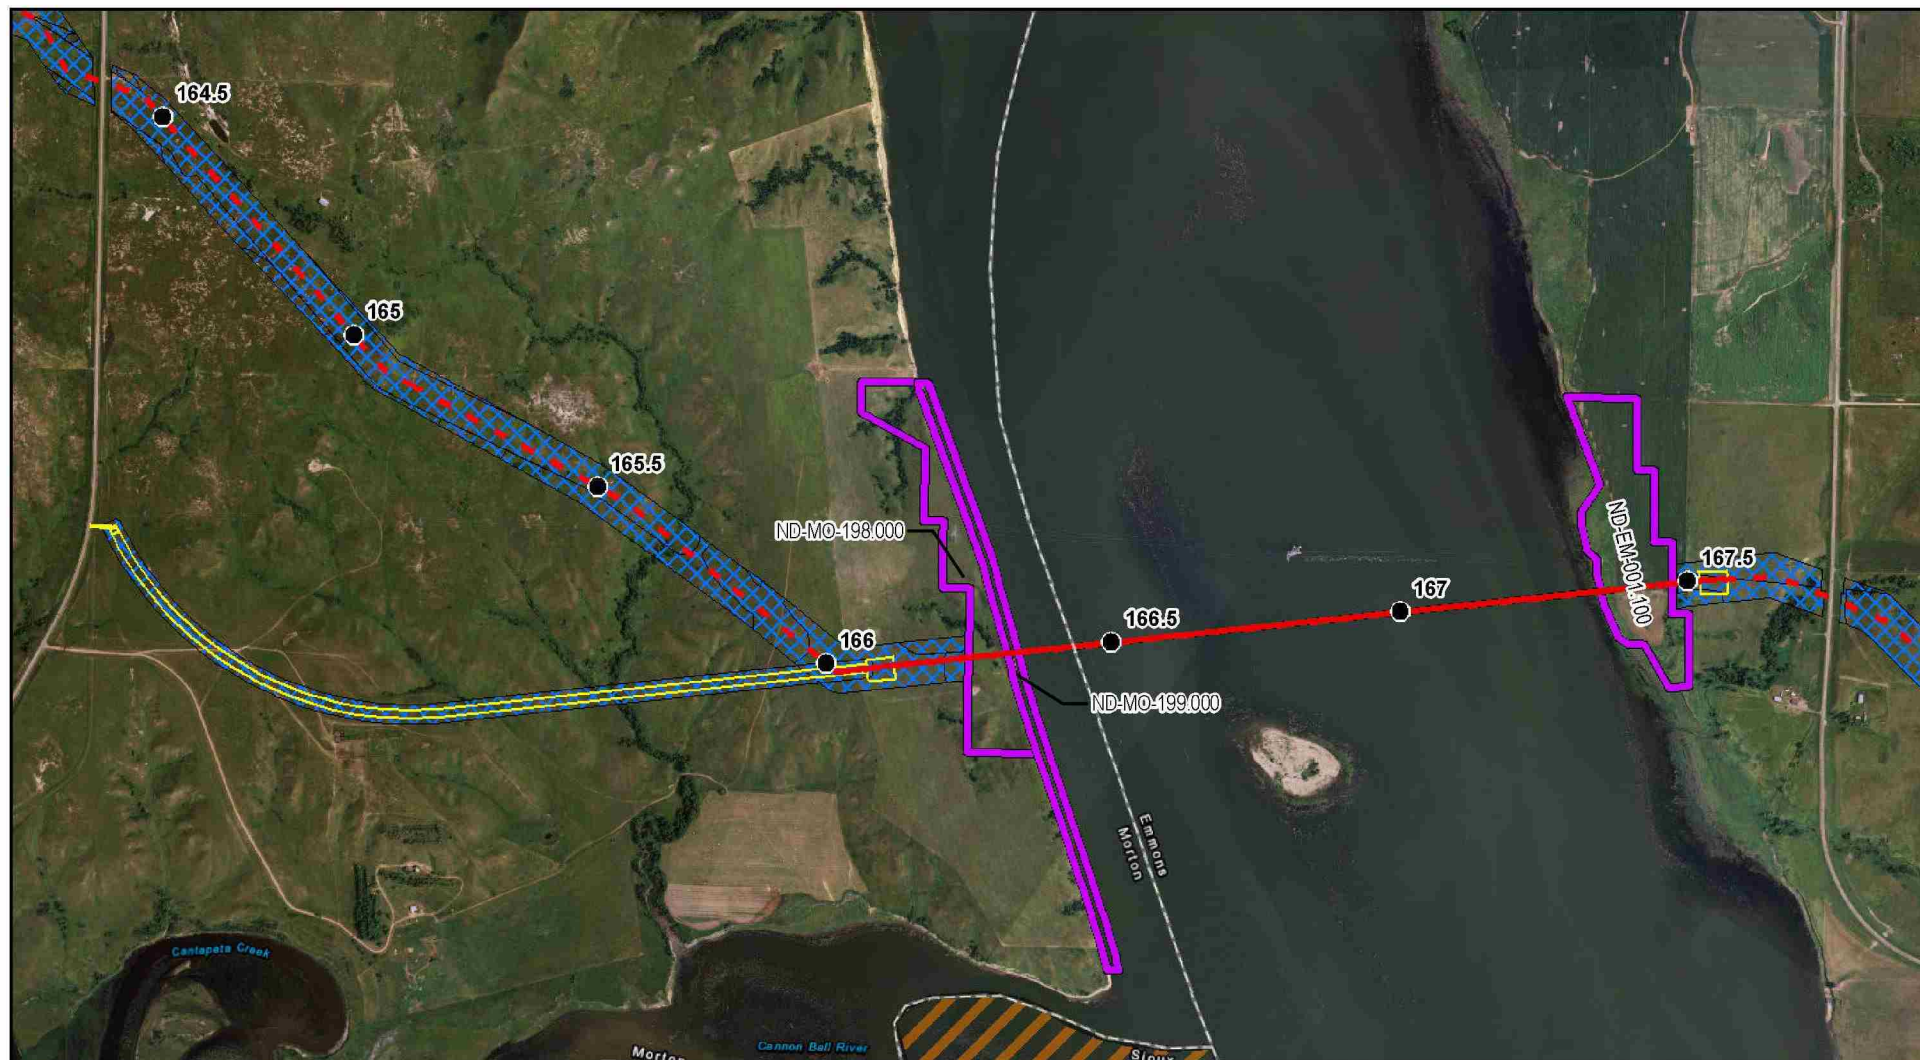 164.5
165
165.5
ND-MO-198.000
ND-EM-001.100
167.5
167
166.5
166
ND-MO-199.000
Emmons
Morton
Cantapeta Creek
Cannon Ball River